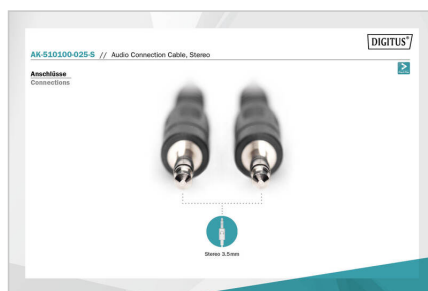 DIGITUS®
AK-510100-025-S // Audio Connection Cable, Stereo
Anschlüsse
Connections
Stereo 3.5mm